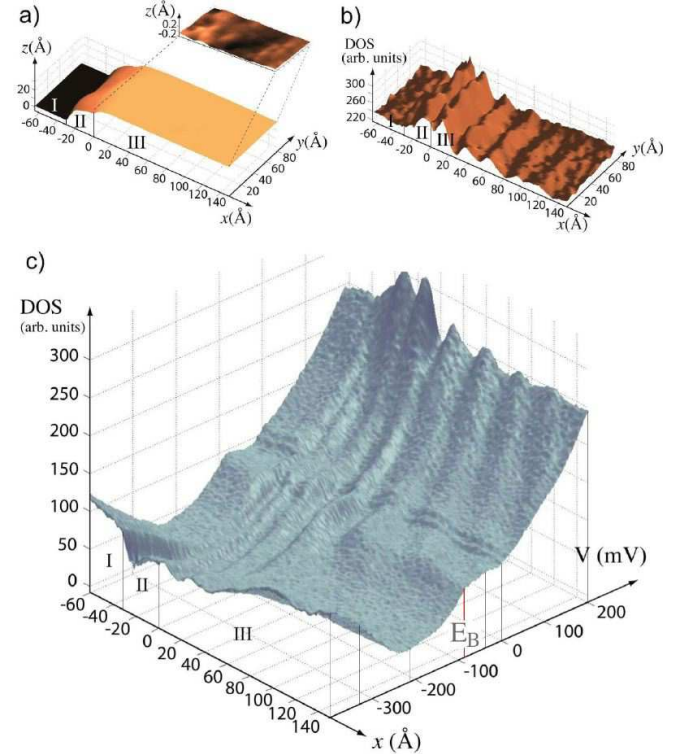 a)
z(Å)
0.2
-0.2
z(Å)
20
0
-60
-40
-20
0
20
40
60
80
100
120
140
x(Å)
20
40
60
80
y(Å)
I
II
III
b)
DOS
(arb. units)
300
260
220
-60
-40
-20
0
20
40
60
80
100
120
140
x(Å)
20
40
60
80
y(Å)
I
II
III
c)
DOS
(arb. units)
300
250
200
150
100
50
0
-60
-40
-20
0
20
40
60
80
100
120
140
x (Å)
I
II
III
E_B
V (mV)
200
100
0
-100
-200
-300